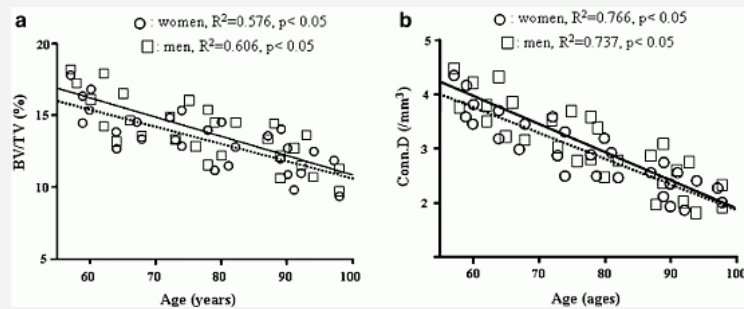 a
○: women, R²=0.576, p< 0.05
□: men, R²=0.606, p< 0.05
BV/TV (%)
20
15
10
5
60 70 80 90 100
Age (years)
b
○: women, R²=0.766, p< 0.05
□: men, R²=0.737, p< 0.05
Conn.D (/mm³)
5
4
3
2
60 70 80 90 100
Age (ages)